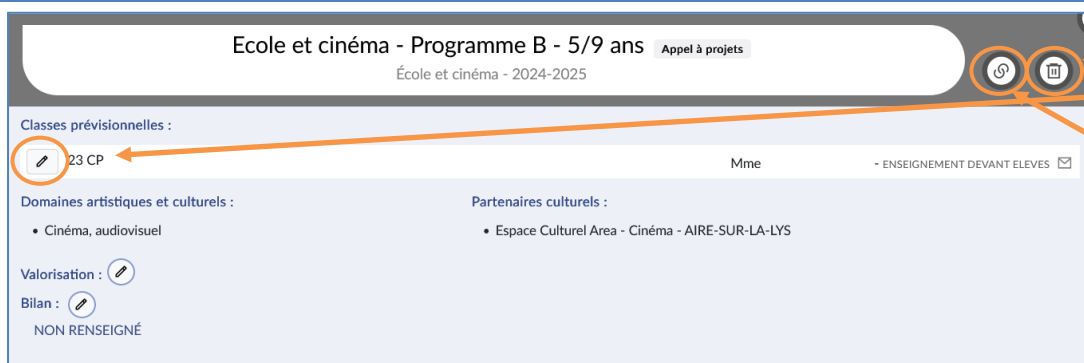 Ecole et cinéma - Programme B - 5/9 ans Appel à projets
École et cinéma - 2024-2025
Classes prévisionnelles :
23 CP Mme - ENSEIGNEMENT DEVANT ELEVES
Domaines artistiques et culturels : Partenaires culturels :
• Cinéma, audiovisuel • Espace Culturel Area - Cinéma - AIRE-SUR-LA-LYS
Valorisation :
Bilan :
NON RENSEIGNÉ